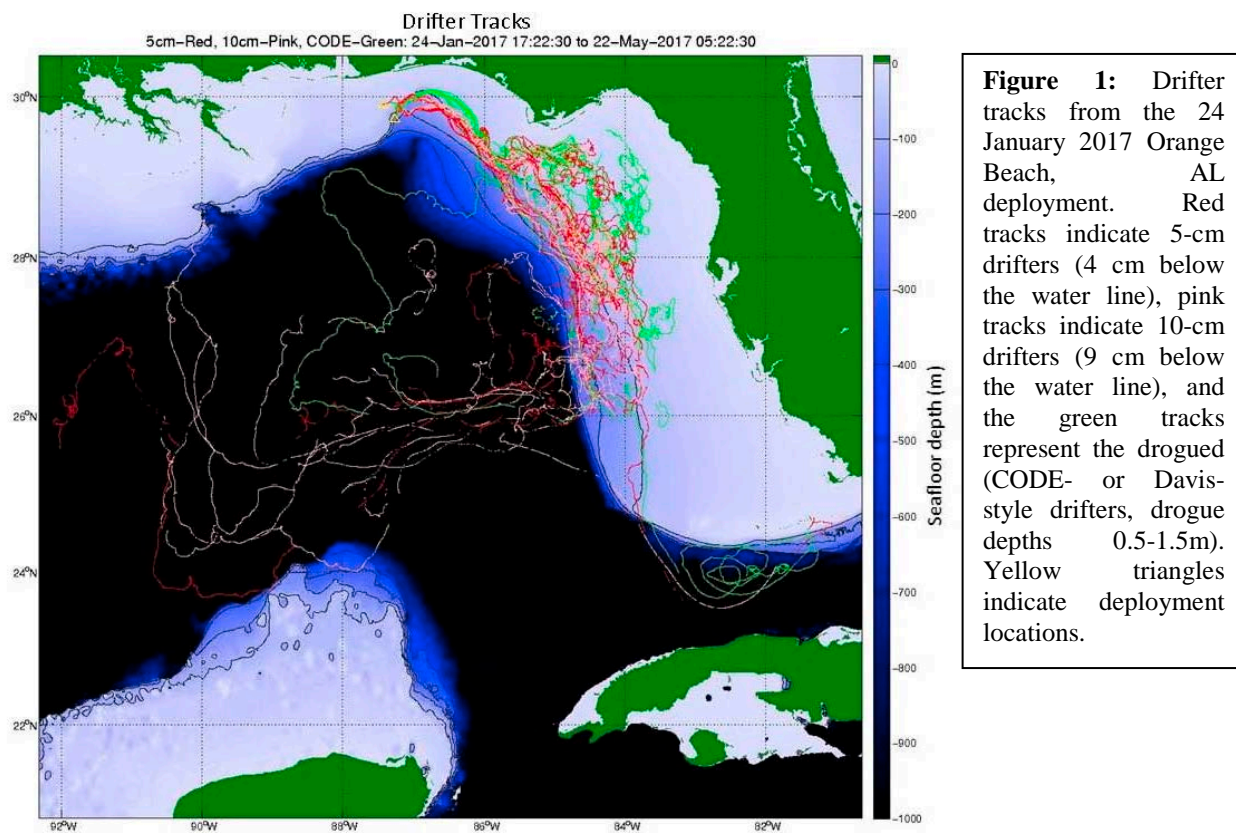 Drifter Tracks
5cm-Red, 10cm-Pink, CODE-Green: 24-Jan-2017 17:22:30 to 22-May-2017 05:22:30
30°N
28°N
26°N
24°N
22°N
92°W
90°W
88°W
86°W
84°W
82°W
0
-100
-200
-300
-400
-500
-600
-700
-800
-900
-1000
Seafloor depth (m)
Figure 1: Drifter
tracks from the 24
January 2017 Orange
Beach, AL
deployment. Red
tracks indicate 5-cm
drifters (4 cm below
the water line), pink
tracks indicate 10-cm
drifters (9 cm below
the water line), and
the green tracks
represent the drogued
(CODE- or Davis-
style drifters, drogue
depths 0.5-1.5m).
Yellow triangles
indicate deployment
locations.